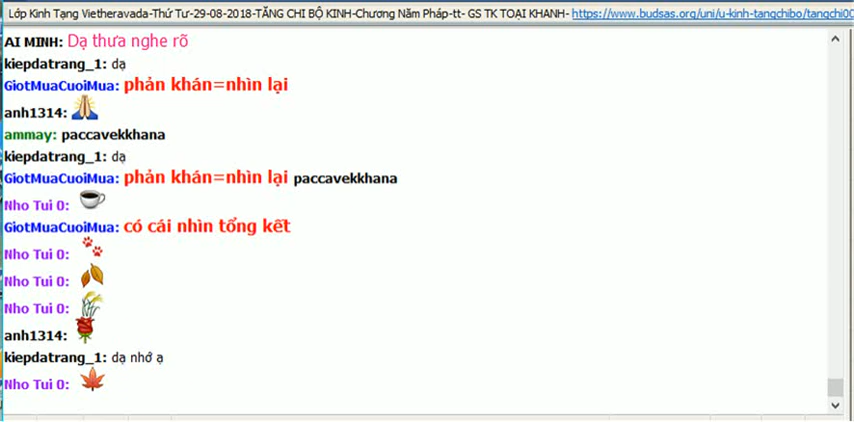 Lớp Kinh Tạng Vietheravada-Thứ Tư-29-08-2018-TĂNG CHI BỘ KINH-Chương Năm Pháp-tt- GS TK TOẠI KHANH- https://www.budsas.org/uni/u-kinh-tangchibo/tangchi00
AI MINH: Dạ thưa nghe rõ
kiepdatrang_1: dạ
GiotMuaCuoiMua: phản khán=nhìn lại
anh1314:
ammay: paccavekkhana
kiepdatrang_1: dạ
GiotMuaCuoiMua: phản khán=nhìn lại paccavekkhana
Nho Tui 0:
GiotMuaCuoiMua: có cái nhìn tổng kết
Nho Tui 0:
Nho Tui 0:
Nho Tui 0:
anh1314:
kiepdatrang_1: dạ nhớ ạ
Nho Tui 0: